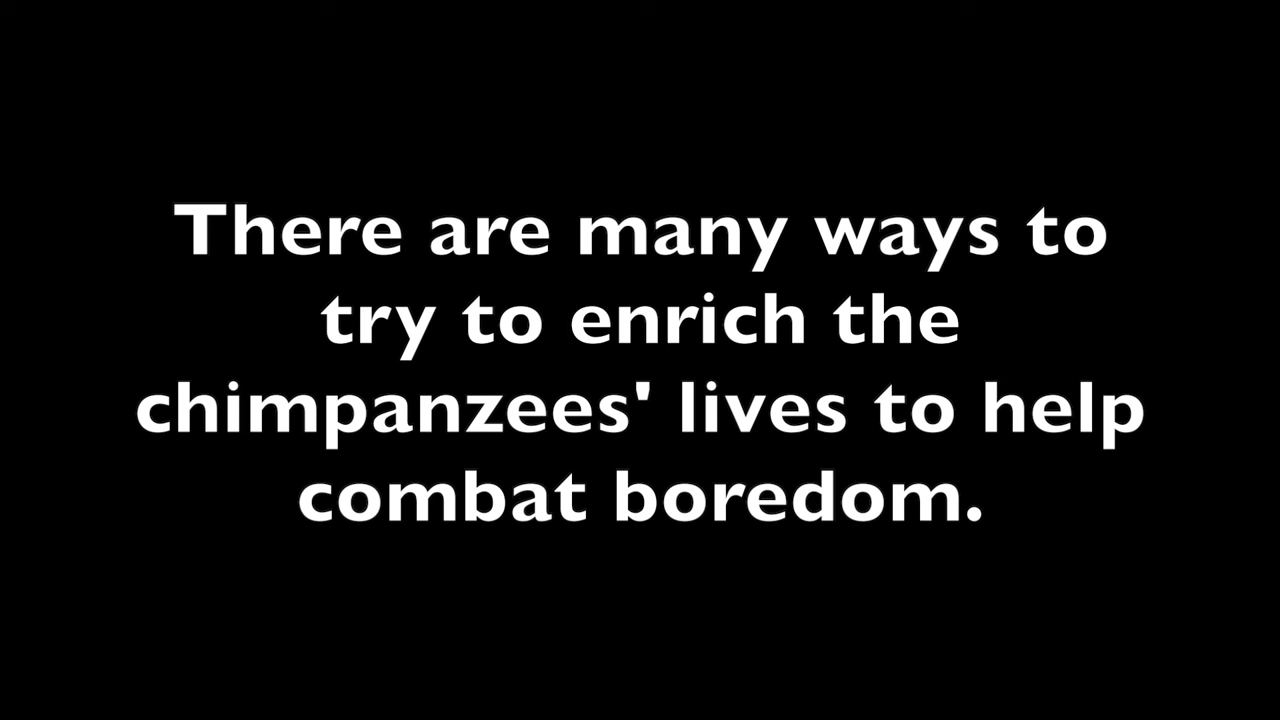 There are many ways to
try to enrich the
chimpanzees' lives to help
combat boredom.